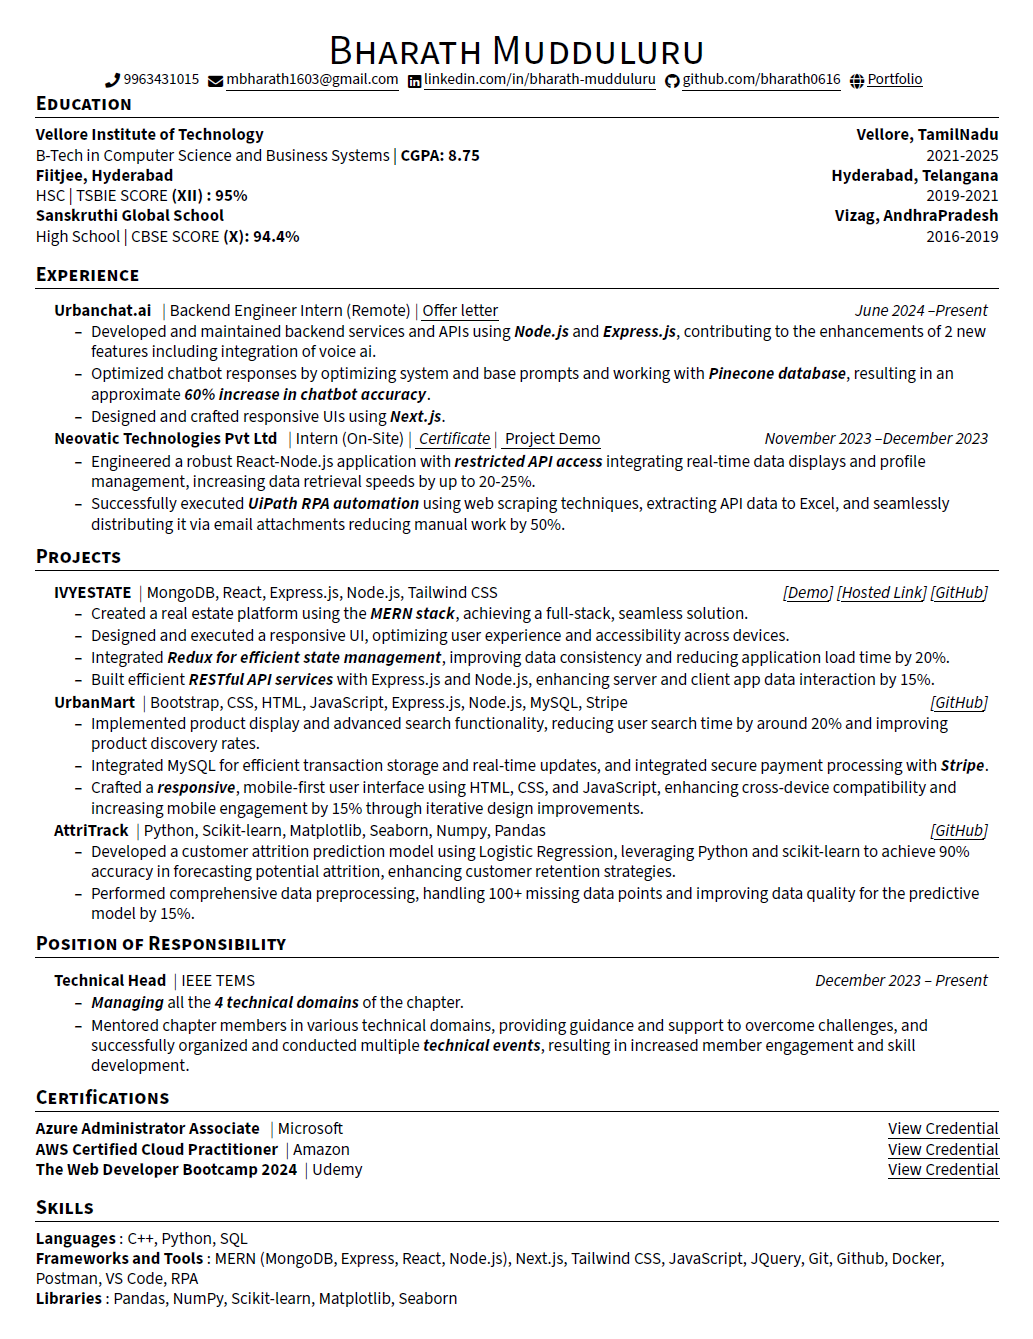 Bharath Mudduluru
9963431015 mbharath1603@gmail.com linkedin.com/in/bharath-mudduluru github.com/bharath0616 Portfolio
Education
Vellore Institute of Technology Vellore, TamilNadu
B-Tech in Computer Science and Business Systems | CGPA: 8.75 2021-2025
Fiitjee, Hyderabad Hyderabad, Telangana
HSC | TSBIE SCORE (XII) : 95% 2019-2021
Sanskruthi Global School Vizag, AndhraPradesh
High School | CBSE SCORE (X): 94.4% 2016-2019
Experience
Urbanchat.ai | Backend Engineer Intern (Remote) | Offer letter June 2024 –Present
– Developed and maintained backend services and APIs using Node.js and Express.js, contributing to the enhancements of 2 new
features including integration of voice ai.
– Optimized chatbot responses by optimizing system and base prompts and working with Pinecone database, resulting in an
approximate 60% increase in chatbot accuracy.
– Designed and crafted responsive UIs using Next.js.
Neovatic Technologies Pvt Ltd | Intern (On-Site) | Certificate | Project Demo November 2023 –December 2023
– Engineered a robust React-Node.js application with restricted API access integrating real-time data displays and profile
management, increasing data retrieval speeds by up to 20-25%.
– Successfully executed UiPath RPA automation using web scraping techniques, extracting API data to Excel, and seamlessly
distributing it via email attachments reducing manual work by 50%.
Projects
IVYESTATE | MongoDB, React, Express.js, Node.js, Tailwind CSS [Demo] [Hosted Link] [GitHub]
– Created a real estate platform using the MERN stack, achieving a full-stack, seamless solution.
– Designed and executed a responsive UI, optimizing user experience and accessibility across devices.
– Integrated Redux for efficient state management, improving data consistency and reducing application load time by 20%.
– Built efficient RESTful API services with Express.js and Node.js, enhancing server and client app data interaction by 15%.
UrbanMart | Bootstrap, CSS, HTML, JavaScript, Express.js, Node.js, MySQL, Stripe [GitHub]
– Implemented product display and advanced search functionality, reducing user search time by around 20% and improving
product discovery rates.
– Integrated MySQL for efficient transaction storage and real-time updates, and integrated secure payment processing with Stripe.
– Crafted a responsive, mobile-first user interface using HTML, CSS, and JavaScript, enhancing cross-device compatibility and
increasing mobile engagement by 15% through iterative design improvements.
AttriTrack | Python, Scikit-learn, Matplotlib, Seaborn, Numpy, Pandas [GitHub]
– Developed a customer attrition prediction model using Logistic Regression, leveraging Python and scikit-learn to achieve 90%
accuracy in forecasting potential attrition, enhancing customer retention strategies.
– Performed comprehensive data preprocessing, handling 100+ missing data points and improving data quality for the predictive
model by 15%.
Position of Responsibility
Technical Head | IEEE TEMS December 2023 – Present
– Managing all the 4 technical domains of the chapter.
– Mentored chapter members in various technical domains, providing guidance and support to overcome challenges, and
successfully organized and conducted multiple technical events, resulting in increased member engagement and skill
development.
Certifications
Azure Administrator Associate | Microsoft View Credential
AWS Certified Cloud Practitioner | Amazon View Credential
The Web Developer Bootcamp 2024 | Udemy View Credential
Skills
Languages : C++, Python, SQL
Frameworks and Tools : MERN (MongoDB, Express, React, Node.js), Next.js, Tailwind CSS, JavaScript, JQuery, Git, Github, Docker,
Postman, VS Code, RPA
Libraries : Pandas, NumPy, Scikit-learn, Matplotlib, Seaborn